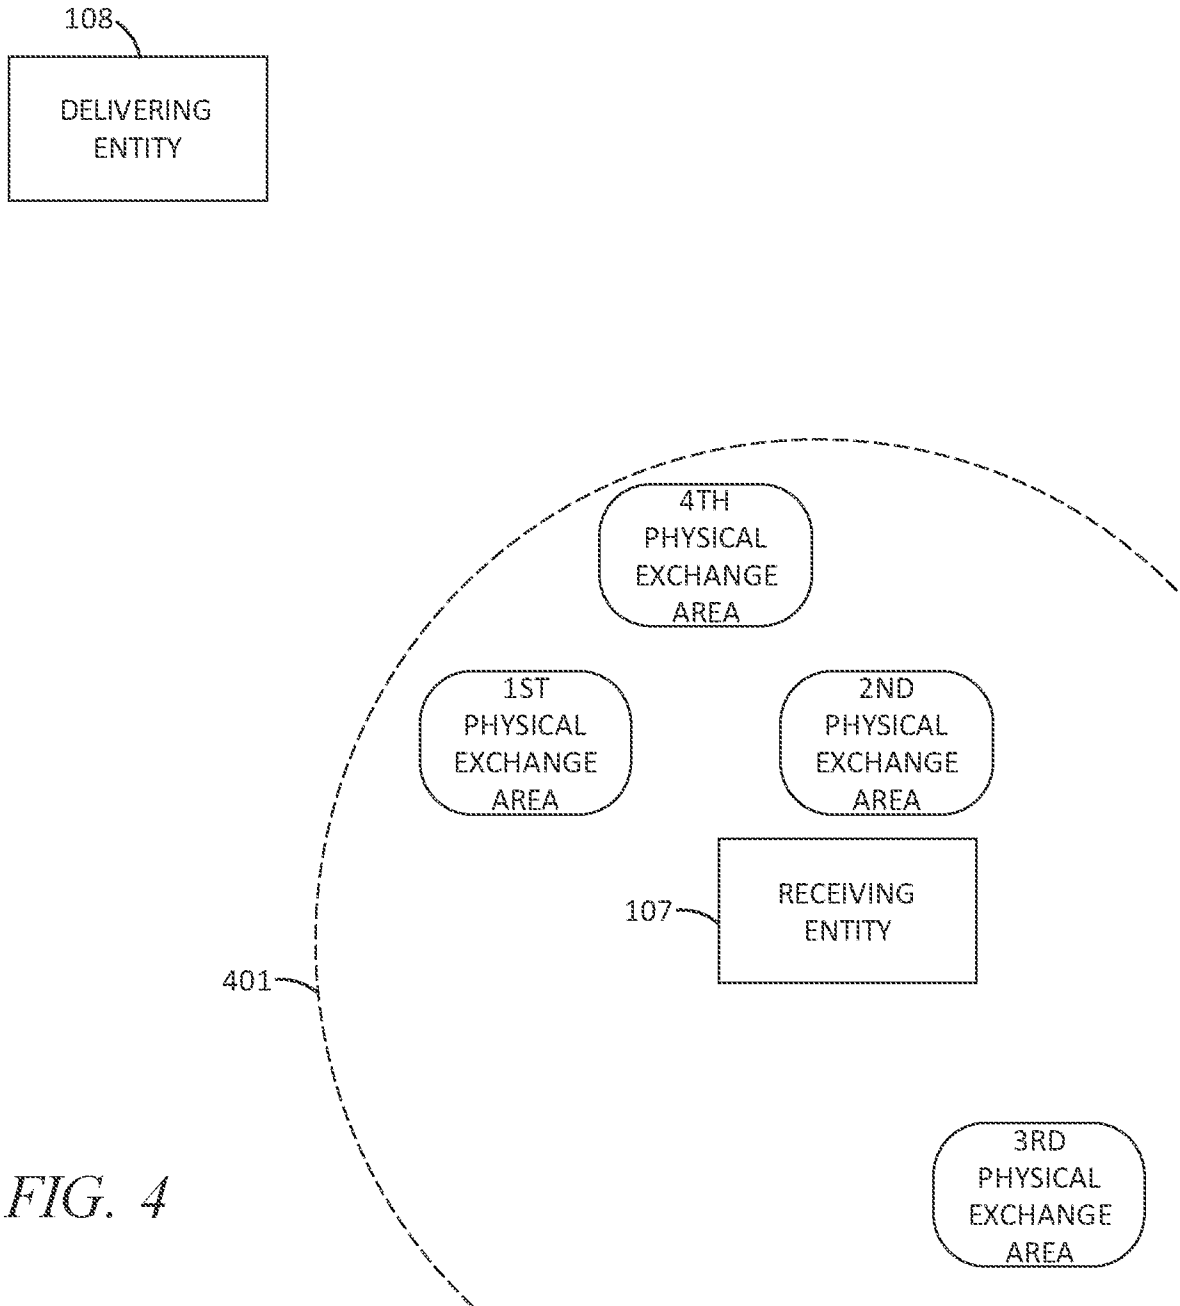 108
DELIVERING
ENTITY
4TH
PHYSICAL
EXCHANGE
AREA
1ST
PHYSICAL
EXCHANGE
AREA
2ND
PHYSICAL
EXCHANGE
AREA
107
RECEIVING
ENTITY
401
3RD
PHYSICAL
EXCHANGE
AREA
FIG. 4